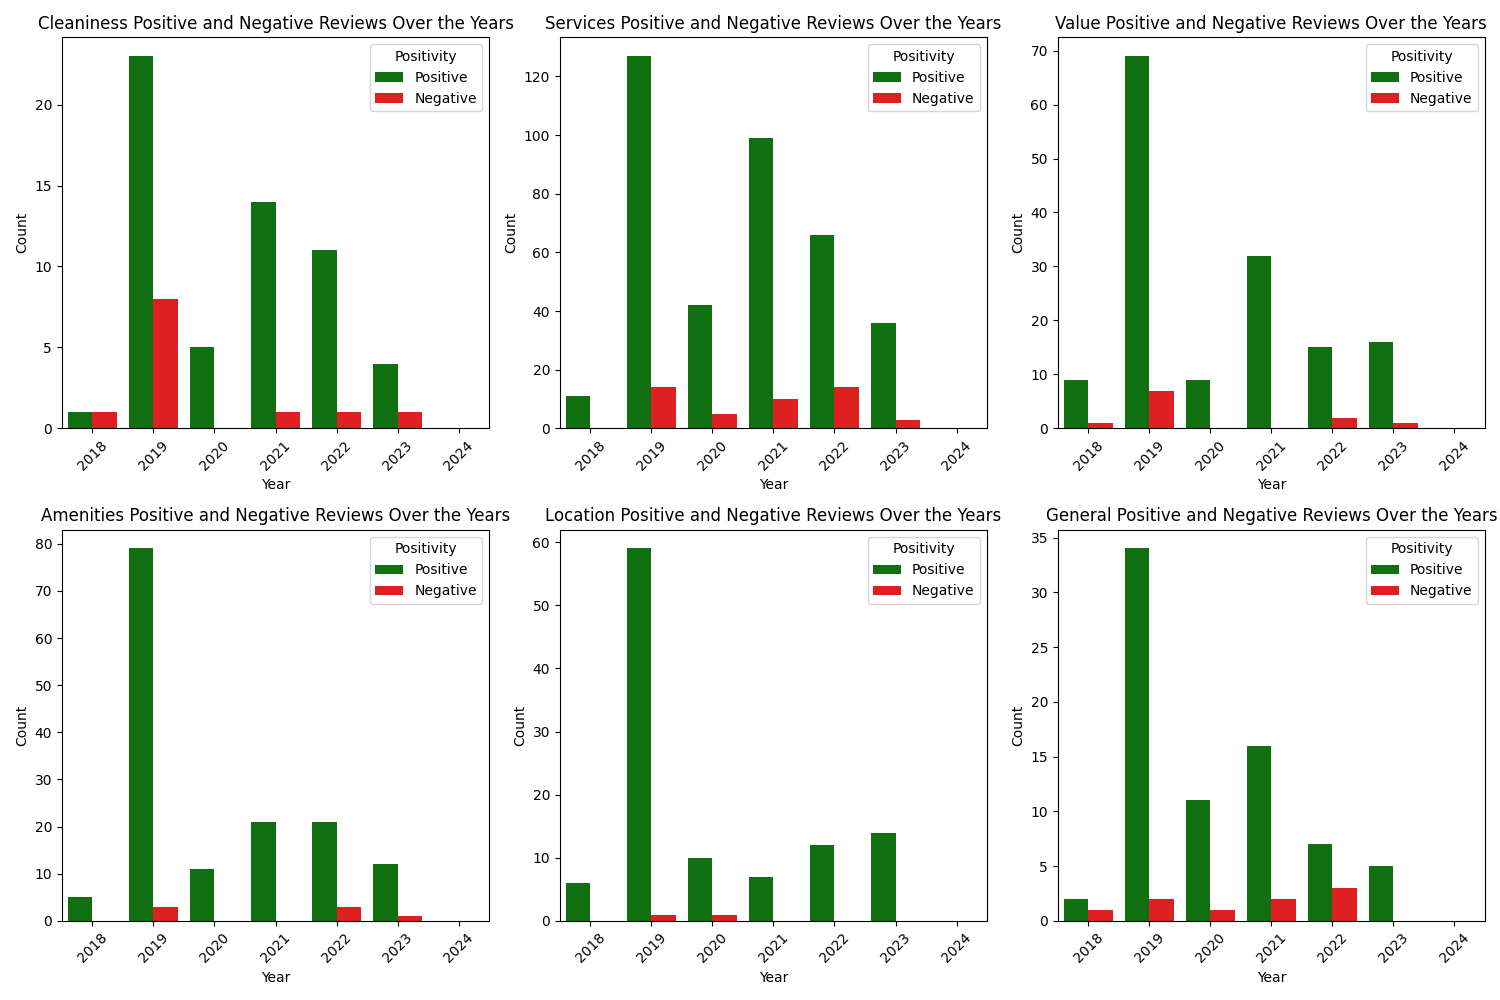 Cleaniness Positive and Negative Reviews Over the Years
Count
20
15
10
5
0
Positivity
Positive
Negative
2018 2019 2020 2021 2022 2023 2024
Year
Services Positive and Negative Reviews Over the Years
Count
120
100
80
60
40
20
0
Positivity
Positive
Negative
2018 2019 2020 2021 2022 2023 2024
Year
Value Positive and Negative Reviews Over the Years
Count
70
60
50
40
30
20
10
0
Positivity
Positive
Negative
2018 2019 2020 2021 2022 2023 2024
Year
Amenities Positive and Negative Reviews Over the Years
Count
80
70
60
50
40
30
20
10
0
Positivity
Positive
Negative
2018 2019 2020 2021 2022 2023 2024
Year
Location Positive and Negative Reviews Over the Years
Count
60
50
40
30
20
10
0
Positivity
Positive
Negative
2018 2019 2020 2021 2022 2023 2024
Year
General Positive and Negative Reviews Over the Years
Count
35
30
25
20
15
10
5
0
Positivity
Positive
Negative
2018 2019 2020 2021 2022 2023 2024
Year